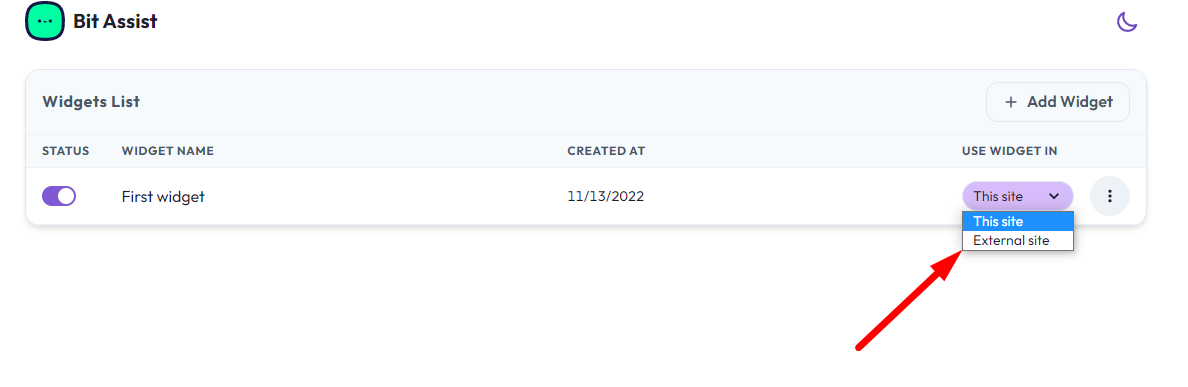 Bit Assist
Widgets List
+ Add Widget
STATUS WIDGET NAME CREATED AT USE WIDGET IN
First widget 11/13/2022 This site
This site
External site